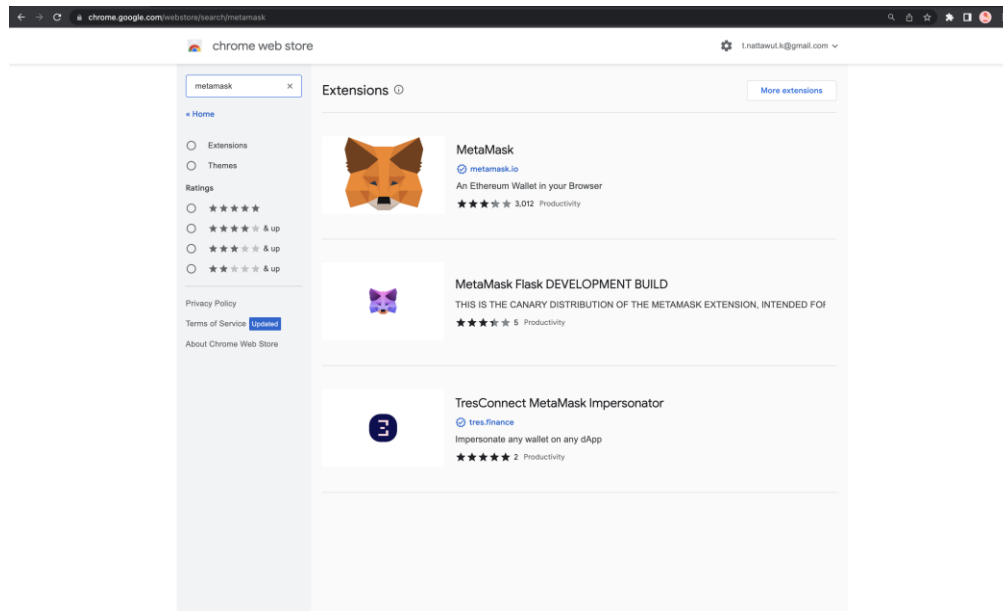 chrome.google.com/webstore/search/metamask
chrome web store
t.nattawut.k@gmail.com
metamask
« Home
Extensions
Themes
Ratings
& up
& up
& up
Privacy Policy
Terms of Service Updated
About Chrome Web Store
Extensions
More extensions
MetaMask
metamask.io
An Ethereum Wallet in your Browser
3,012 Productivity
MetaMask Flask DEVELOPMENT BUILD
THIS IS THE CANARY DISTRIBUTION OF THE METAMASK EXTENSION, INTENDED FOR
5 Productivity
TresConnect MetaMask Impersonator
tres.finance
Impersonate any wallet on any dApp
2 Productivity